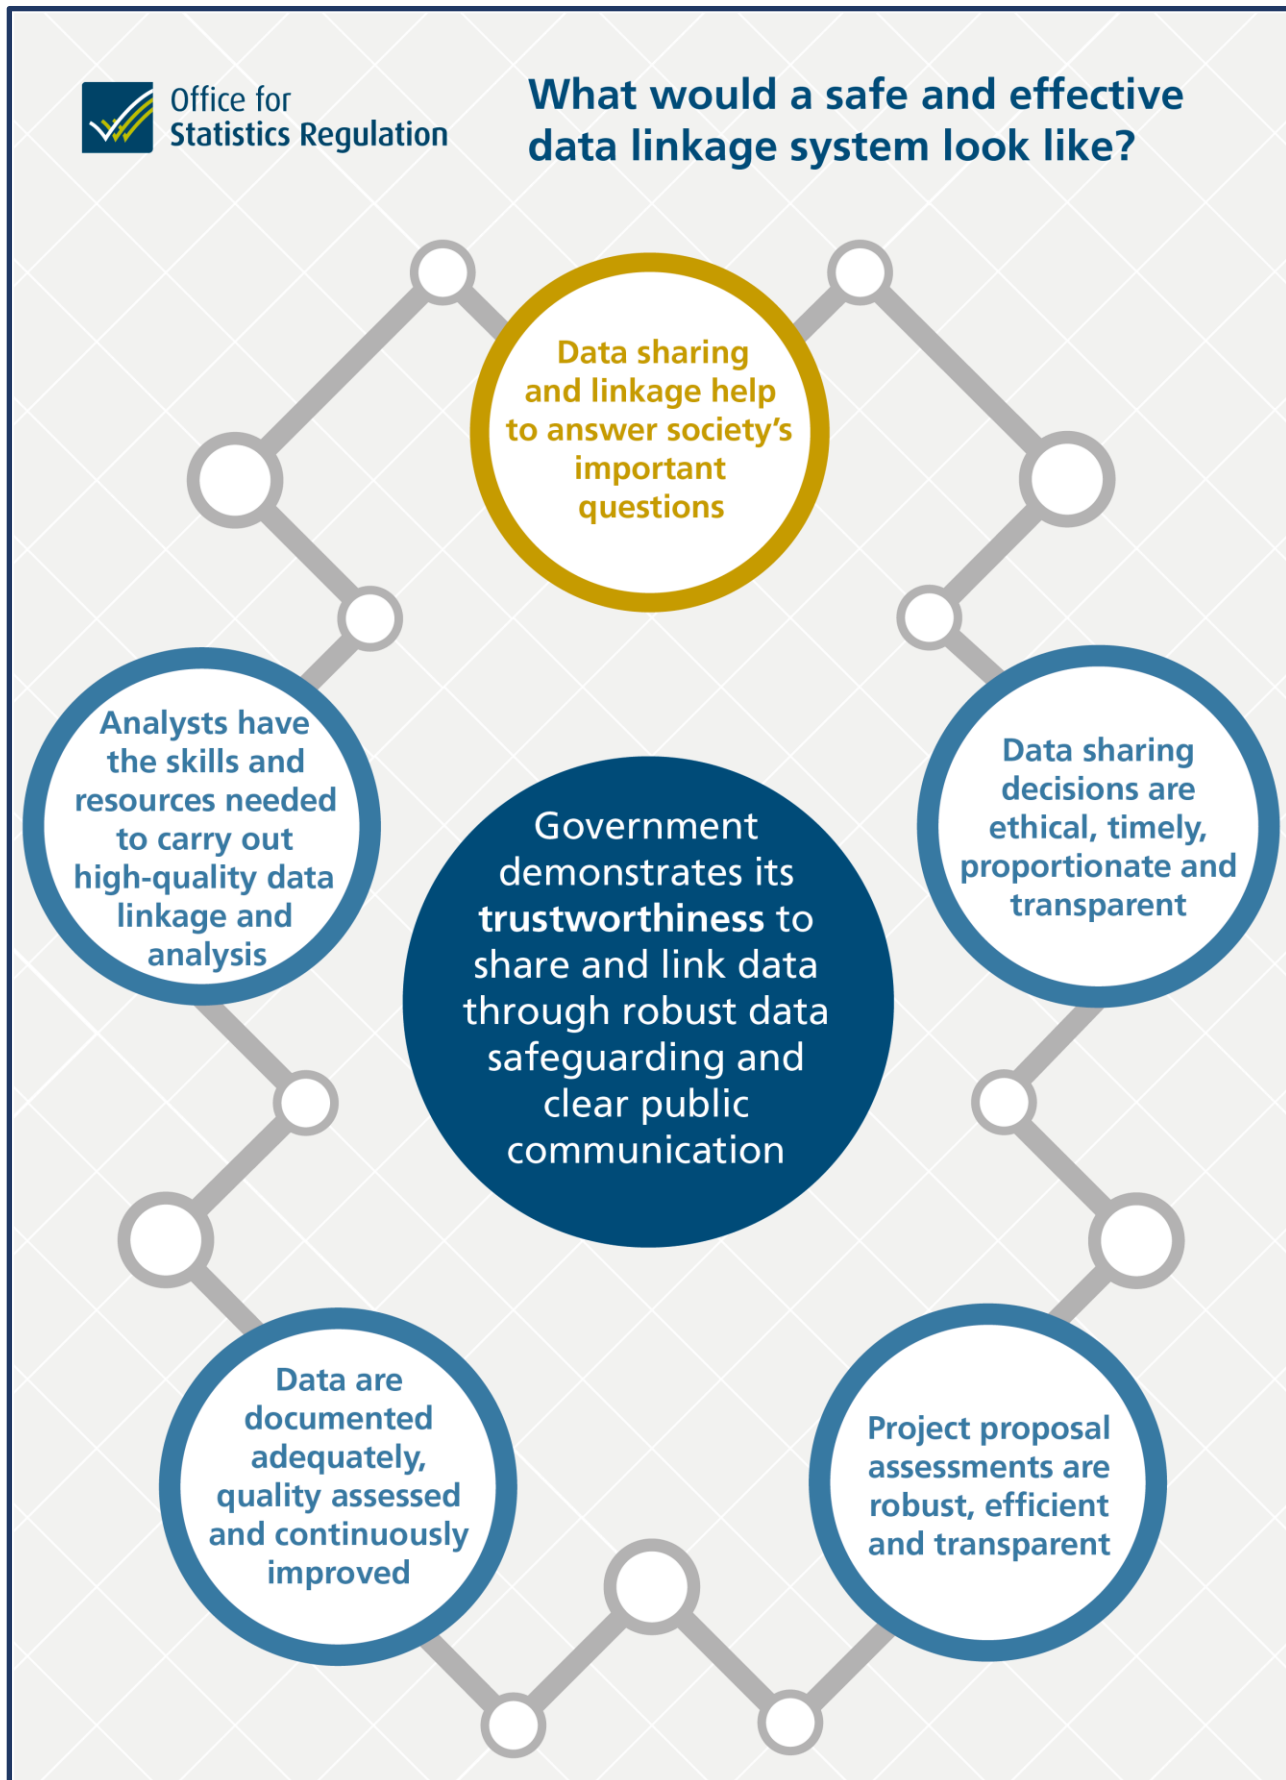 Office for
Statistics Regulation
What would a safe and effective
data linkage system look like?
Data sharing
and linkage help
to answer society’s
important
questions
Analysts have
the skills and
resources needed
to carry out
high-quality data
linkage and
analysis
Data sharing
decisions are
ethical, timely,
proportionate and
transparent
Government
demonstrates its
trustworthiness to
share and link data
through robust data
safeguarding and
clear public
communication
Data are
documented
adequately,
quality assessed
and continuously
improved
Project proposal
assessments are
robust, efficient
and transparent